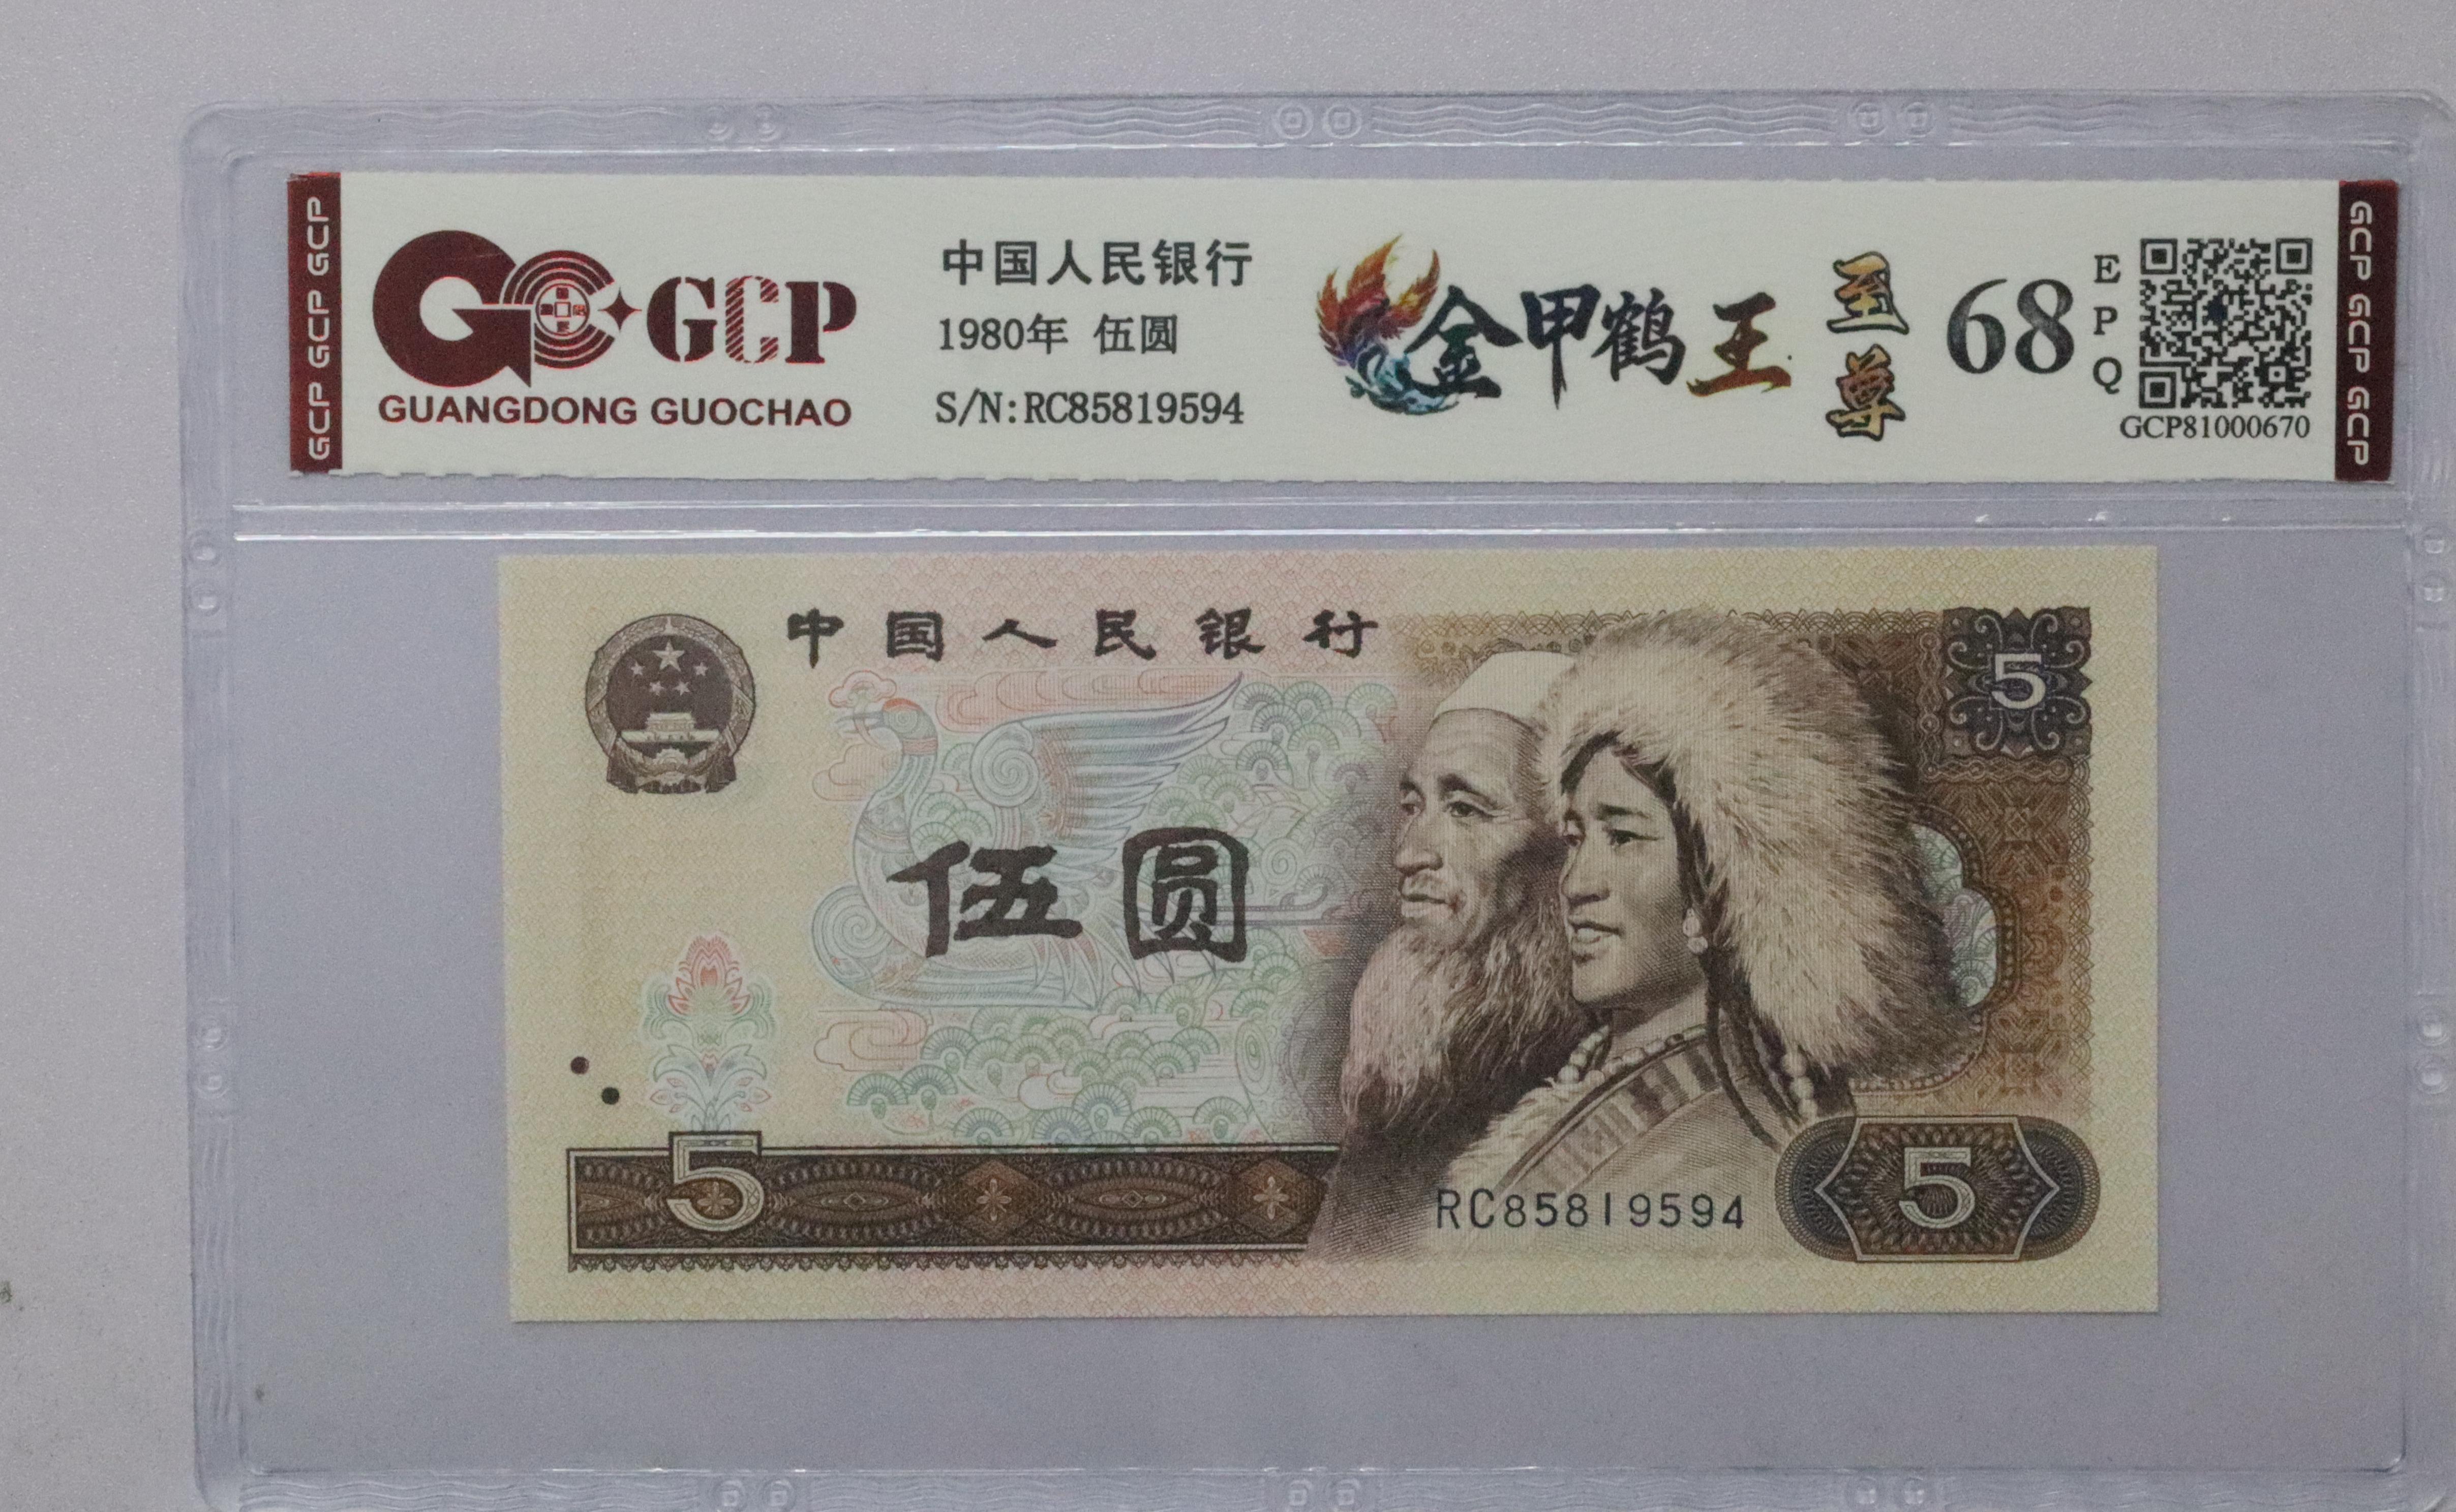 GCP GCP GCP
GCP
GUANGDONG GUOCHAO
中国人民银行
1980年 伍圆
S/N:RC85819594
金甲鹤王
至尊
68
EPQ
GCP81000670
GCP GCP GCP
中国人民银行
5
伍圆
5
RC85819594
5